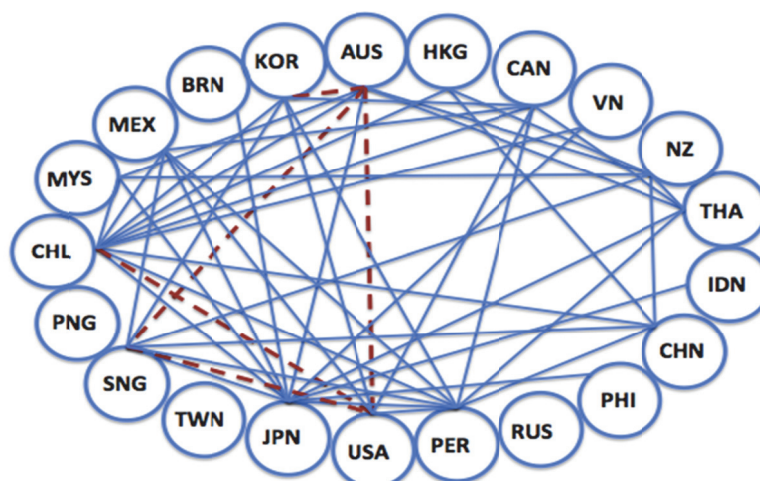 AUS
HKG
KOR
CAN
BRN
VN
MEX
NZ
MYS
THA
CHL
IDN
PNG
CHN
SNG
PHI
TWN
JPN
USA
PER
RUS